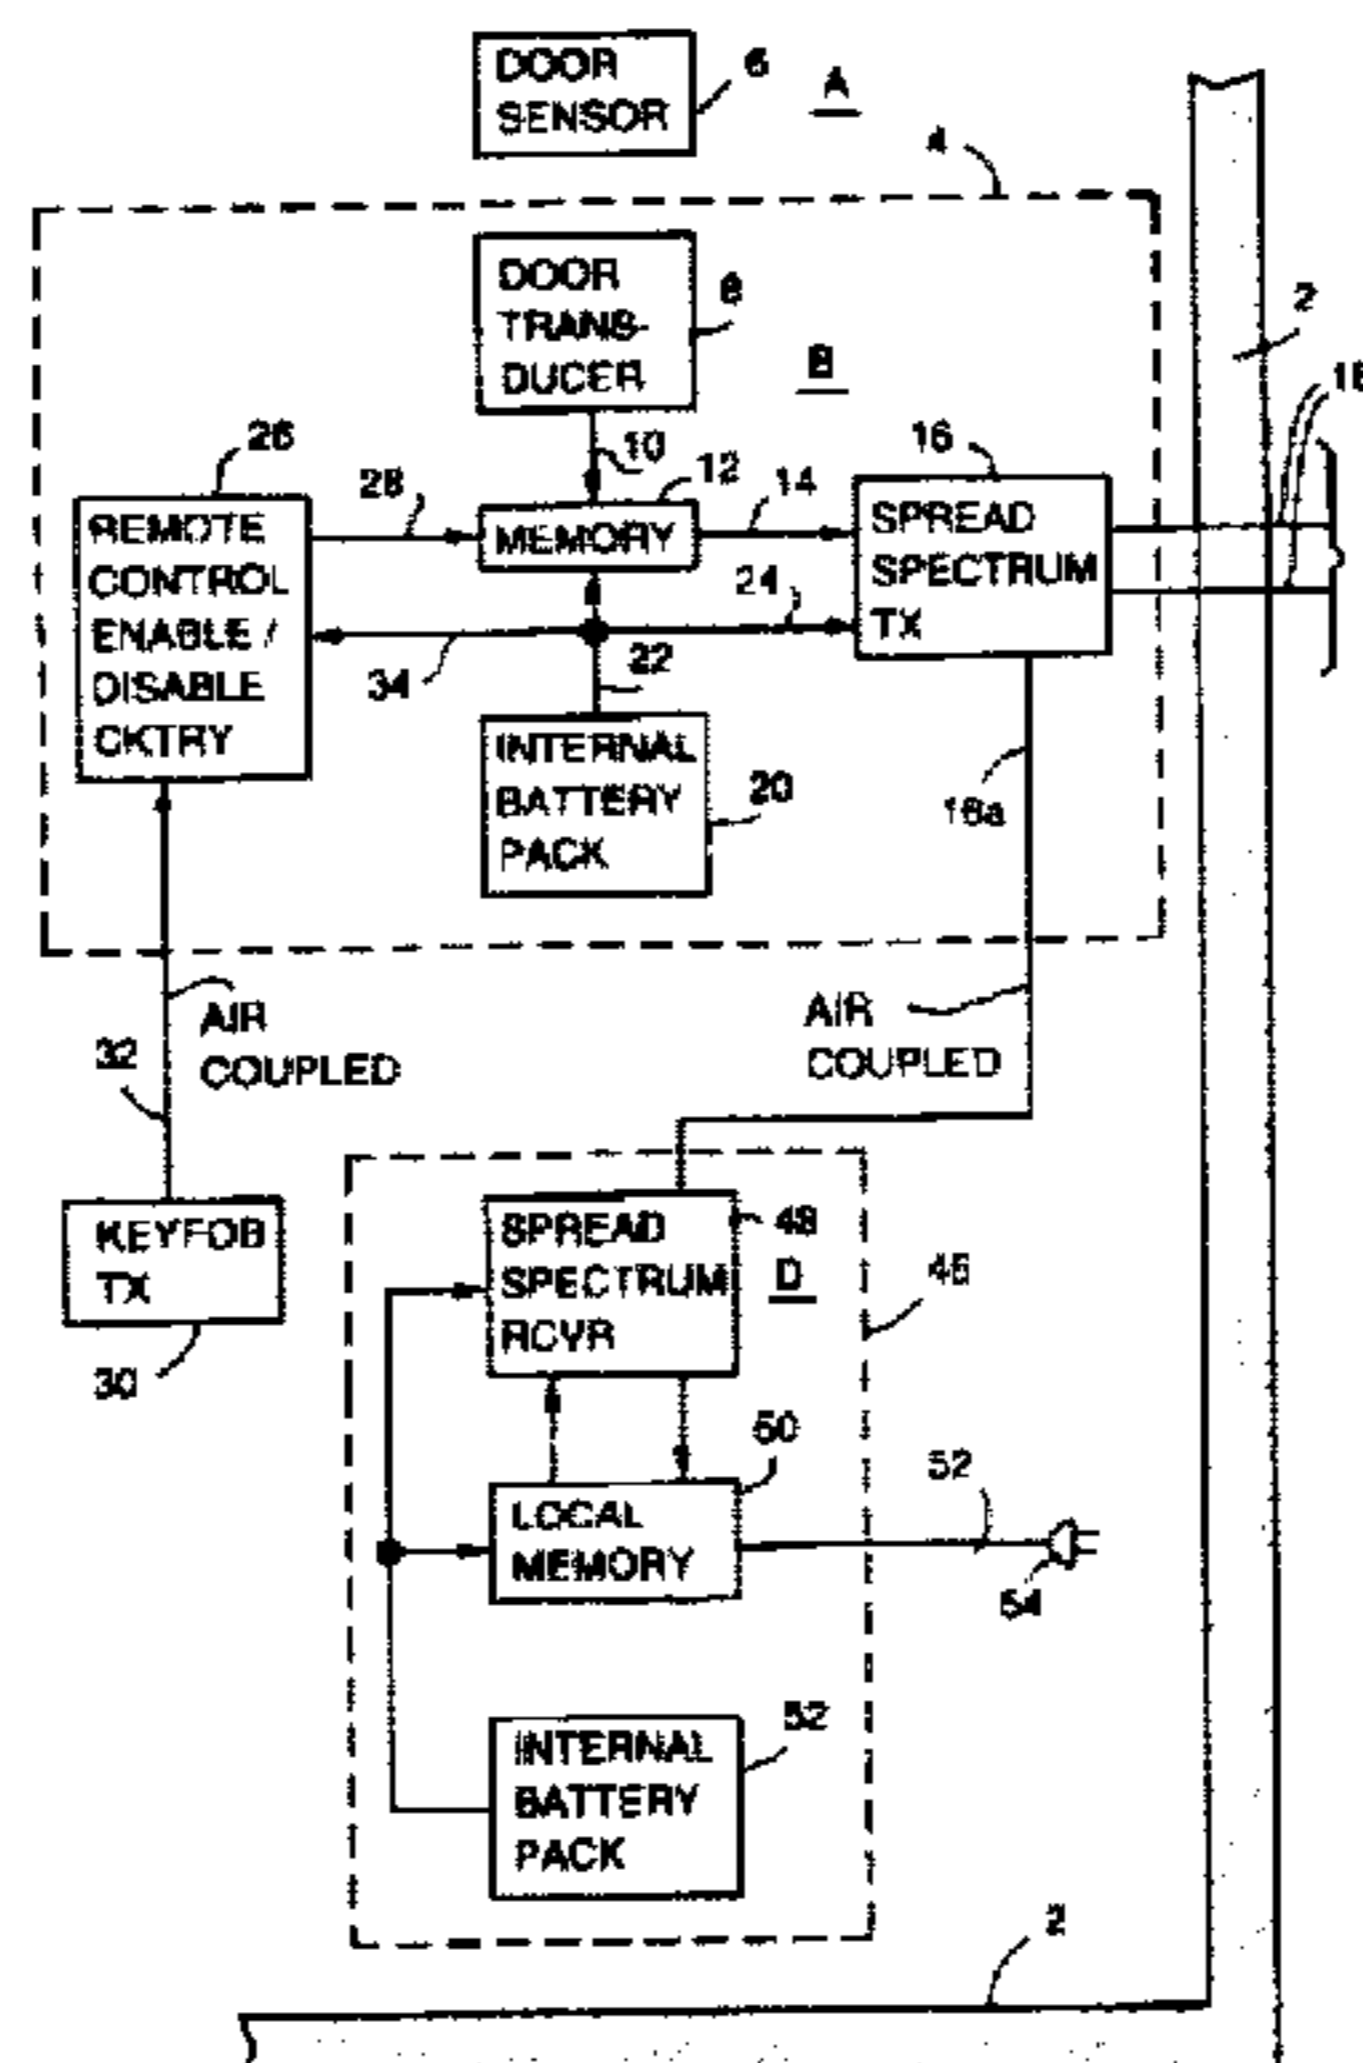 DOOR
SENSOR
6
A
4
DOOR
TRANS-
DUCER
8
B
2
18
26
28
10
12
14
16
REMOTE
CONTROL
ENABLE /
DISABLE
CKTRY
MEMORY
SPREAD
SPECTRUM
TX
24
34
22
INTERNAL
BATTERY
PACK
20
18a
AIR
COUPLED
AIR
COUPLED
32
KEYFOB
TX
30
SPREAD
SPECTRUM
RCVR
48
D
46
50
LOCAL
MEMORY
52
54
INTERNAL
BATTERY
PACK
52
2